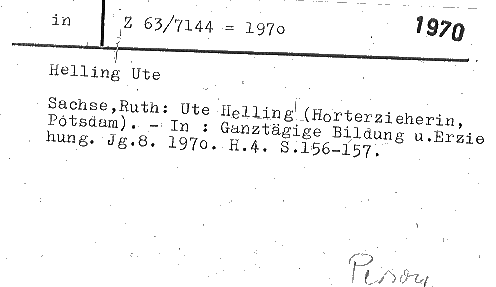 in Z 63/7144 = 197o 1970
Helling Ute
Sachse,Ruth: Ute Helling (Horterzieherin,
Potsdam). - In : Ganztägige Bildung u.Erzie
hung. Jg.8. 197o. H.4. S.156-157.
Person